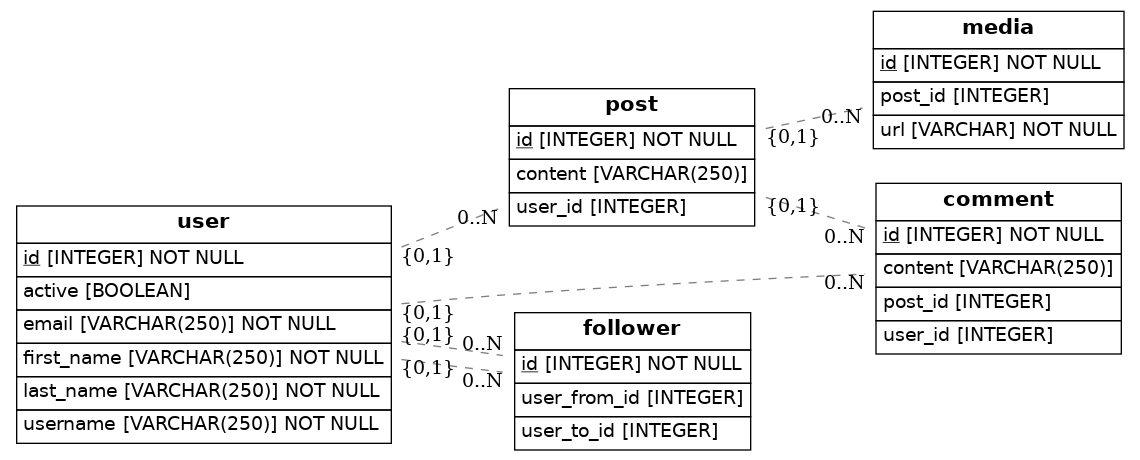 media
id [INTEGER] NOT NULL
post_id [INTEGER]
url [VARCHAR] NOT NULL
post
id [INTEGER] NOT NULL
content [VARCHAR(250)]
user_id [INTEGER]
0..N
{0,1}
comment
id [INTEGER] NOT NULL
content [VARCHAR(250)]
post_id [INTEGER]
user_id [INTEGER]
{0,1}
0..N
user
id [INTEGER] NOT NULL
active [BOOLEAN]
email [VARCHAR(250)] NOT NULL
first_name [VARCHAR(250)] NOT NULL
last_name [VARCHAR(250)] NOT NULL
username [VARCHAR(250)] NOT NULL
0..N
{0,1}
0..N
{0,1}
{0,1}
0..N
{0,1}
0..N
follower
id [INTEGER] NOT NULL
user_from_id [INTEGER]
user_to_id [INTEGER]